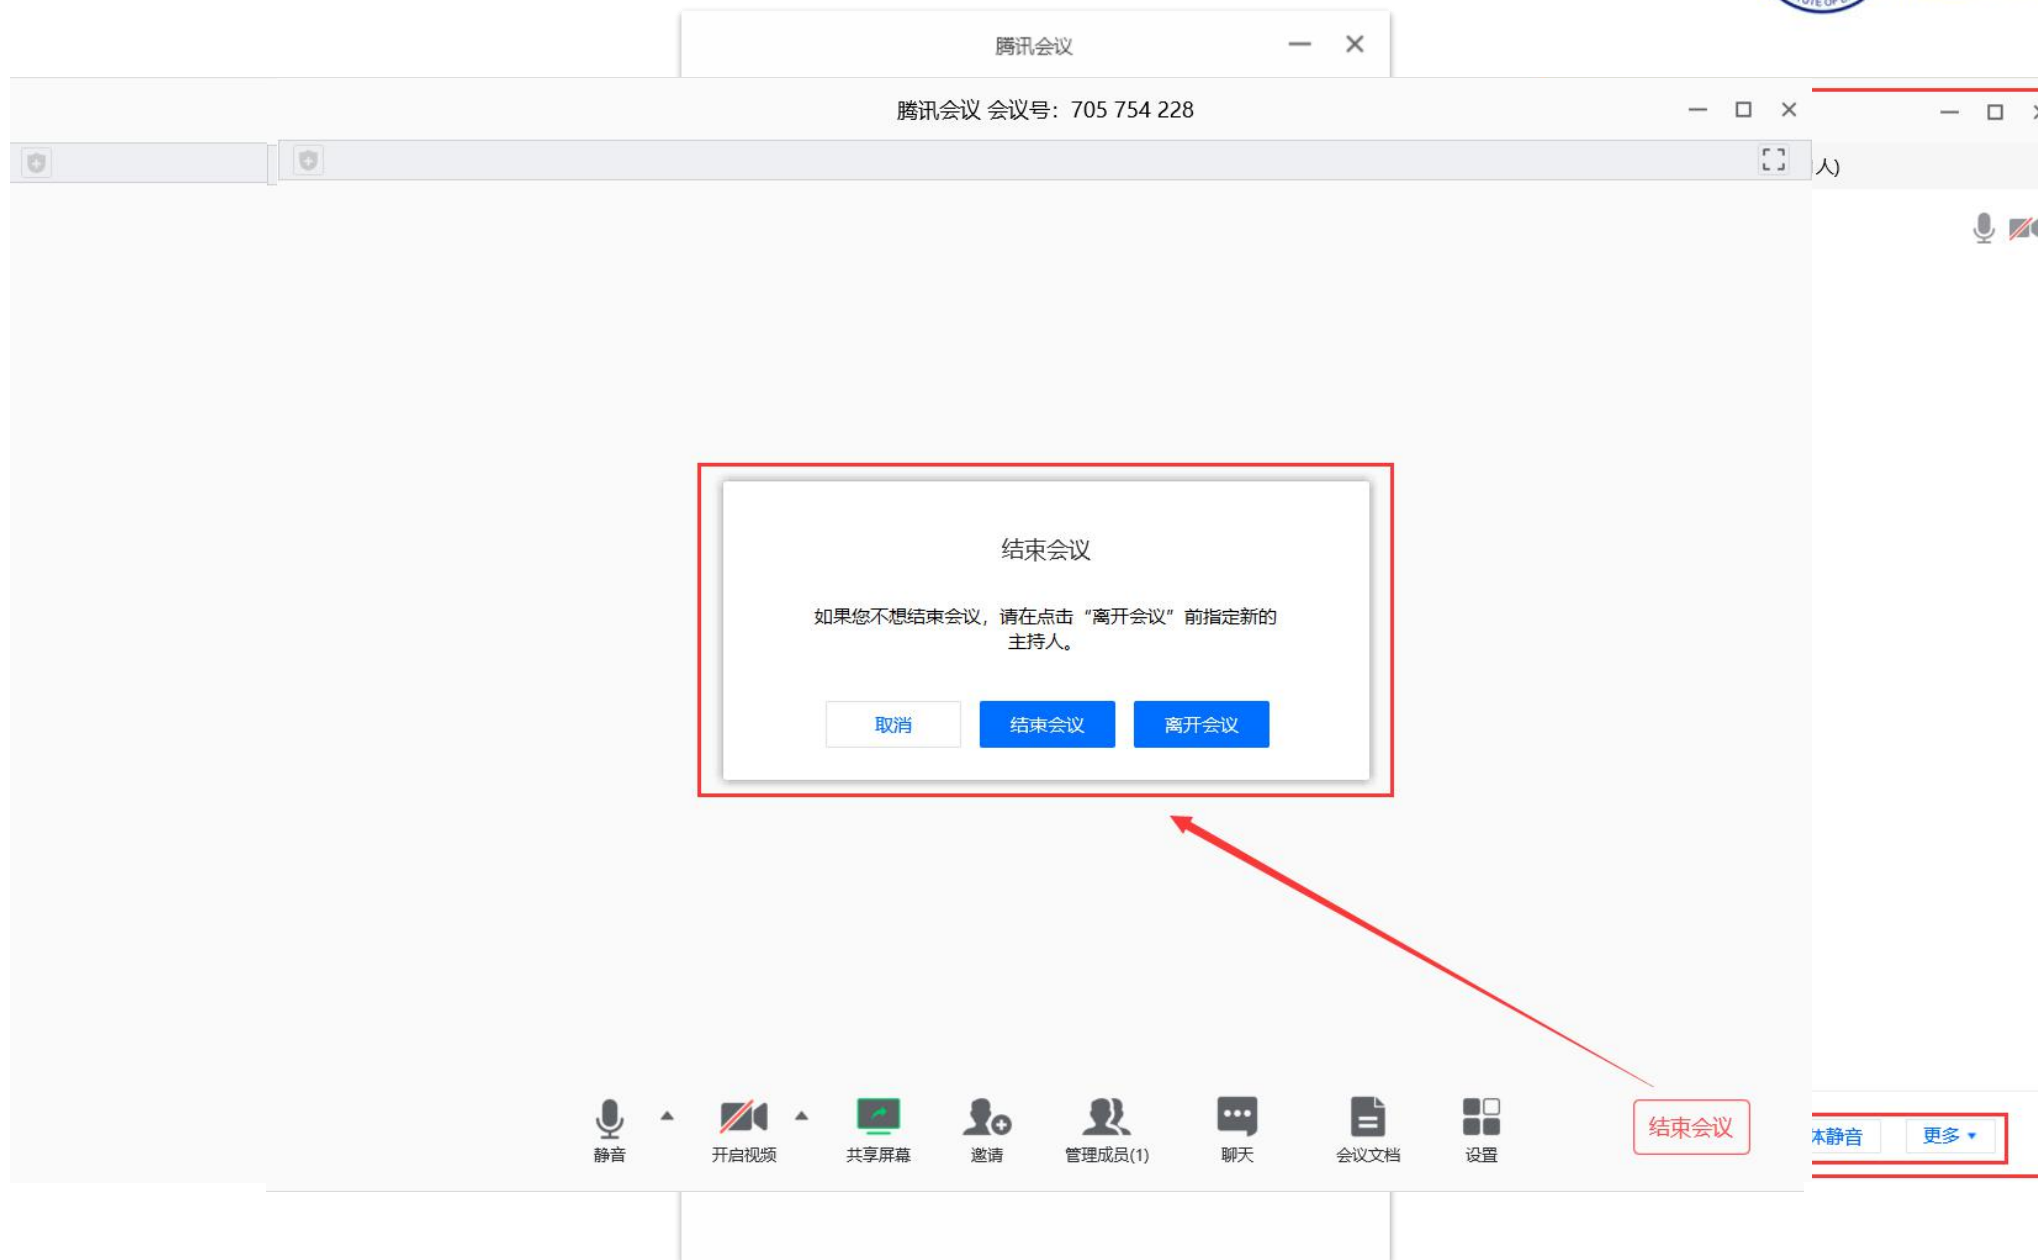 腾讯会议
腾讯会议 会议号：705 754 228
人)
结束会议
如果您不想结束会议，请在点击“离开会议”前指定新的
主持人。
取消 结束会议 离开会议
静音 开启视频 共享屏幕 邀请 管理成员(1) 聊天 会议文档 设置 结束会议
体静音 更多